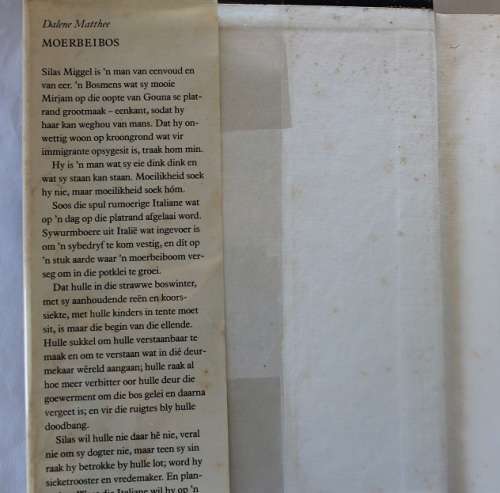 Dalene Matthee
MOERBEIBOS
Silas Miggel is 'n man van eenvoud en
van eer. 'n Bosmens wat sy mooie
Mirjam op die oopte van Gouna se plat-
rand grootmaak – eenkant, sodat hy
haar kan weghou van mans. Dat hy on-
wettig woon op kroongrond wat vir
immigrante opsygesit is, traak hom min.
Hy is 'n man wat sy eie dink dink en
wat sy staan kan staan. Moeilikheid soek
hy nie, maar moeilikheid soek hóm.
Soos die spul rumoerige Italiane wat
op 'n dag op die platrand afgelaai word.
Sywurmboere uit Italië wat ingevoer is
om 'n sybedryf te kom vestig, en dít op
'n stuk aarde waar 'n moerbeiboom ver-
seg om in die potklei te groei.
Dat hulle in die strawwe boswinter,
met sy aanhoudende reën en koors-
siekte, met hulle kinders in tente moet
sit, is maar die begin van die ellende.
Hulle sukkel om hulle verstaanbaar te
maak en om te verstaan wat in dié deur-
mekaar wêreld aangaan; hulle raak al
hoe meer verbitter oor hulle deur die
goewerment om die bos gelei en daarna
vergeet is; en vir die ruigtes bly hulle
doodbang.
Silas wil hulle nie daar hê nie, veral
nie om sy dogter nie, maar teen sy sin
raak hy betrokke by hulle lot; word hy
sieketrooster en vredemaker. En plan-
die Italiane wil hy op 'n